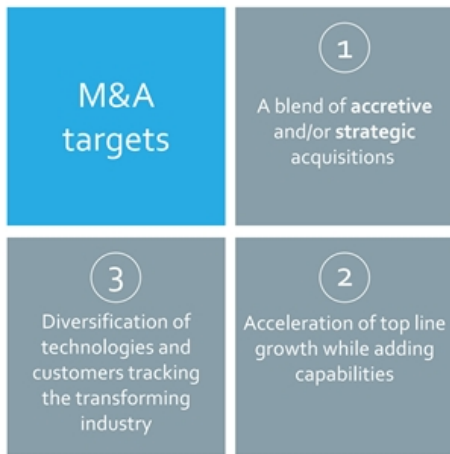 M&A
targets
1
A blend of accretive
and/or strategic
acquisitions
2
Acceleration of top line
growth while adding
capabilities
3
Diversification of
technologies and
customers tracking
the transforming
industry